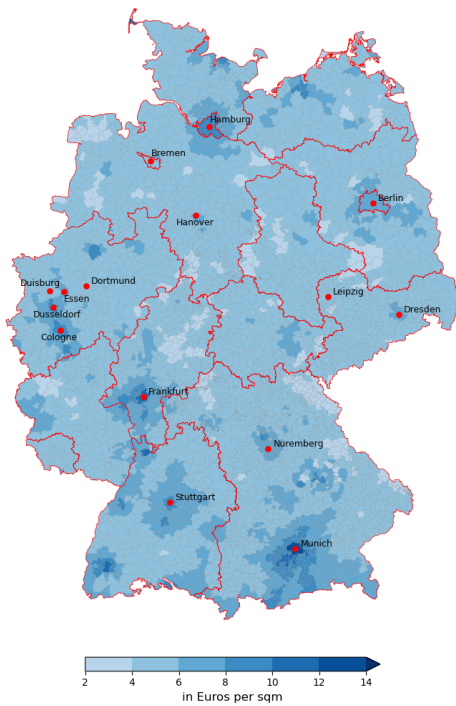 Hamburg
Bremen
Berlin
Hanover
Duisburg
Dortmund
Essen
Leipzig
Dusseldorf
Dresden
Cologne
Frankfurt
Nuremberg
Stuttgart
Munich
2 4 6 8 10 12 14
in Euros per sqm